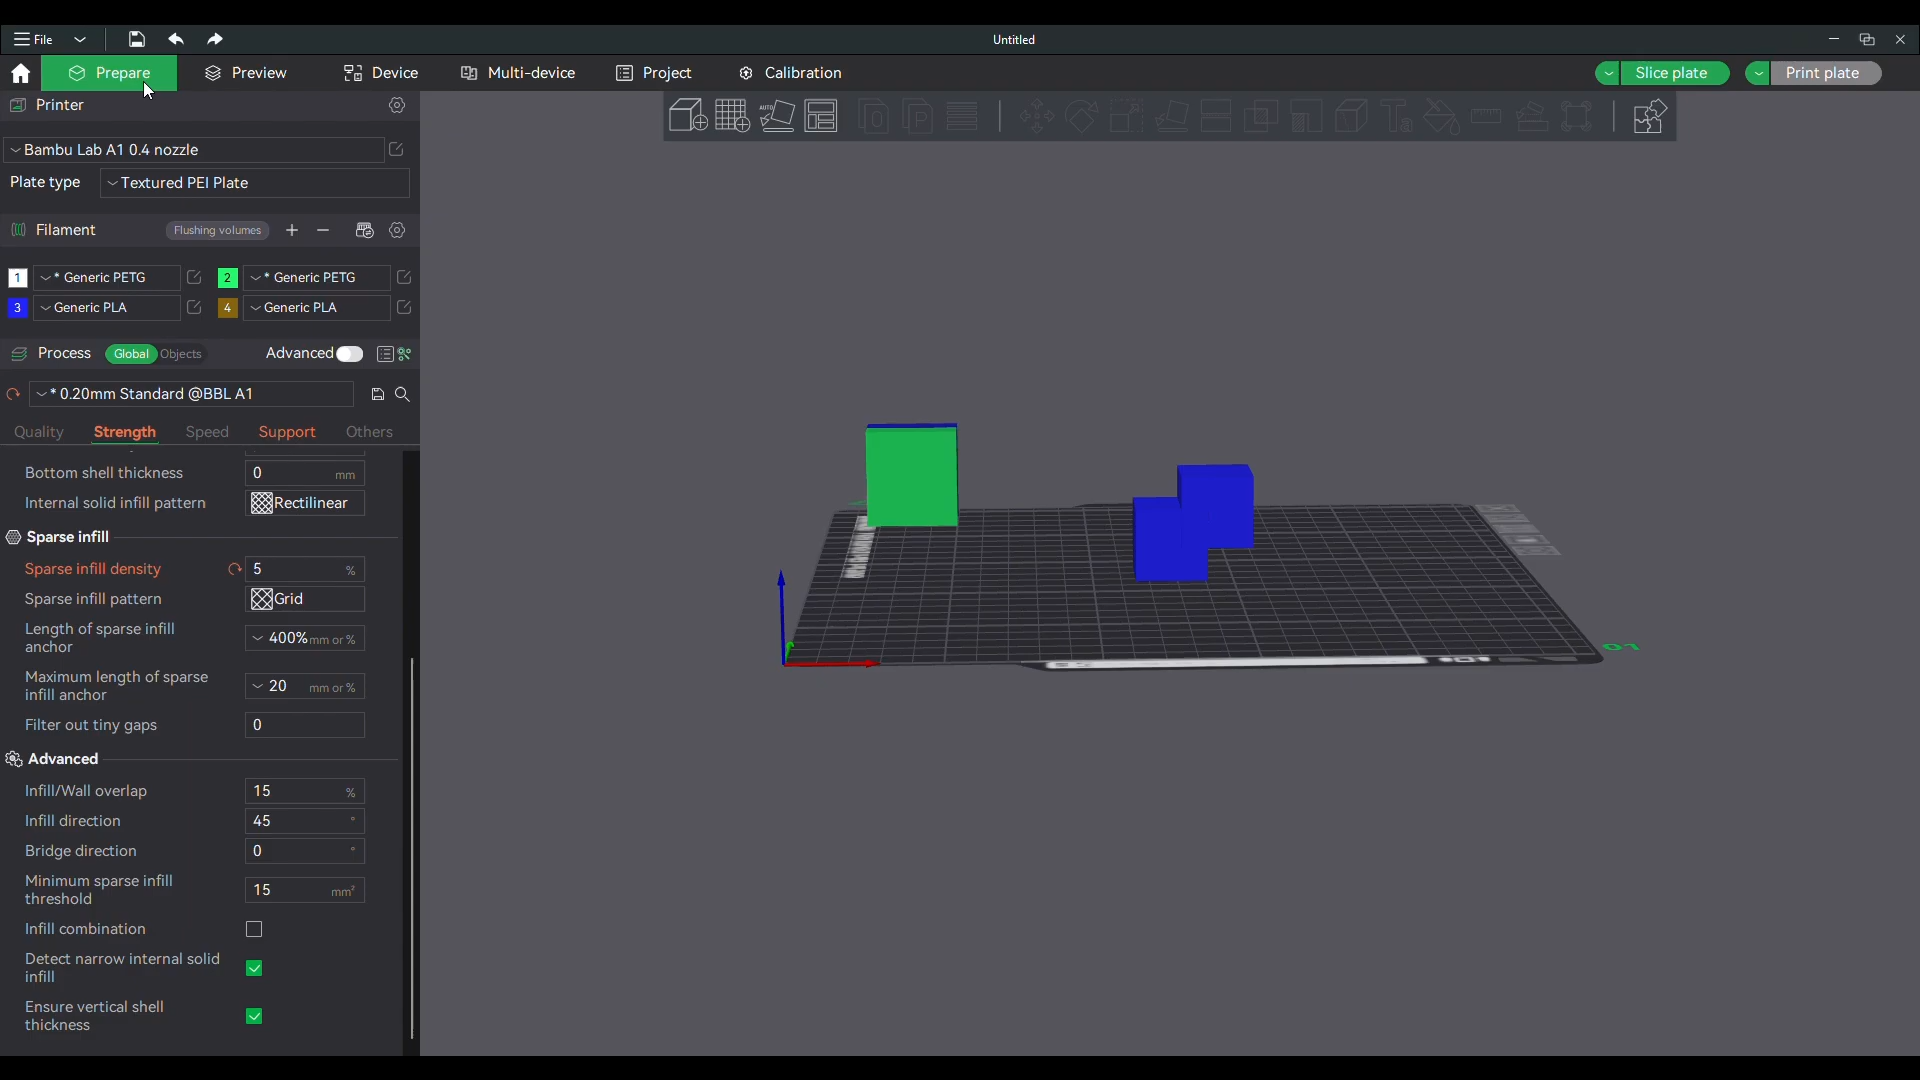 File
Untitled
Prepare
Preview
Device
Multi-device
Project
Calibration
Slice plate
Print plate
Printer
Bambu Lab A1 0.4 nozzle
Plate type
Textured PEI Plate
Filament
Flushing volumes
1
* Generic PETG
2
* Generic PETG
3
Generic PLA
4
Generic PLA
Process
Global
Objects
Advanced
* 0.20mm Standard @BBL A1
Quality
Strength
Speed
Support
Others
Bottom shell thickness
0 mm
Internal solid infill pattern
Rectilinear
Sparse infill
Sparse infill density
5 %
Sparse infill pattern
Grid
Length of sparse infill
anchor
400% mm or %
Maximum length of sparse
infill anchor
20 mm or %
Filter out tiny gaps
0
Advanced
Infill/Wall overlap
15 %
Infill direction
45 °
Bridge direction
0 °
Minimum sparse infill
threshold
15 mm²
Infill combination
Detect narrow internal solid
infill
Ensure vertical shell
thickness
AUTO
01